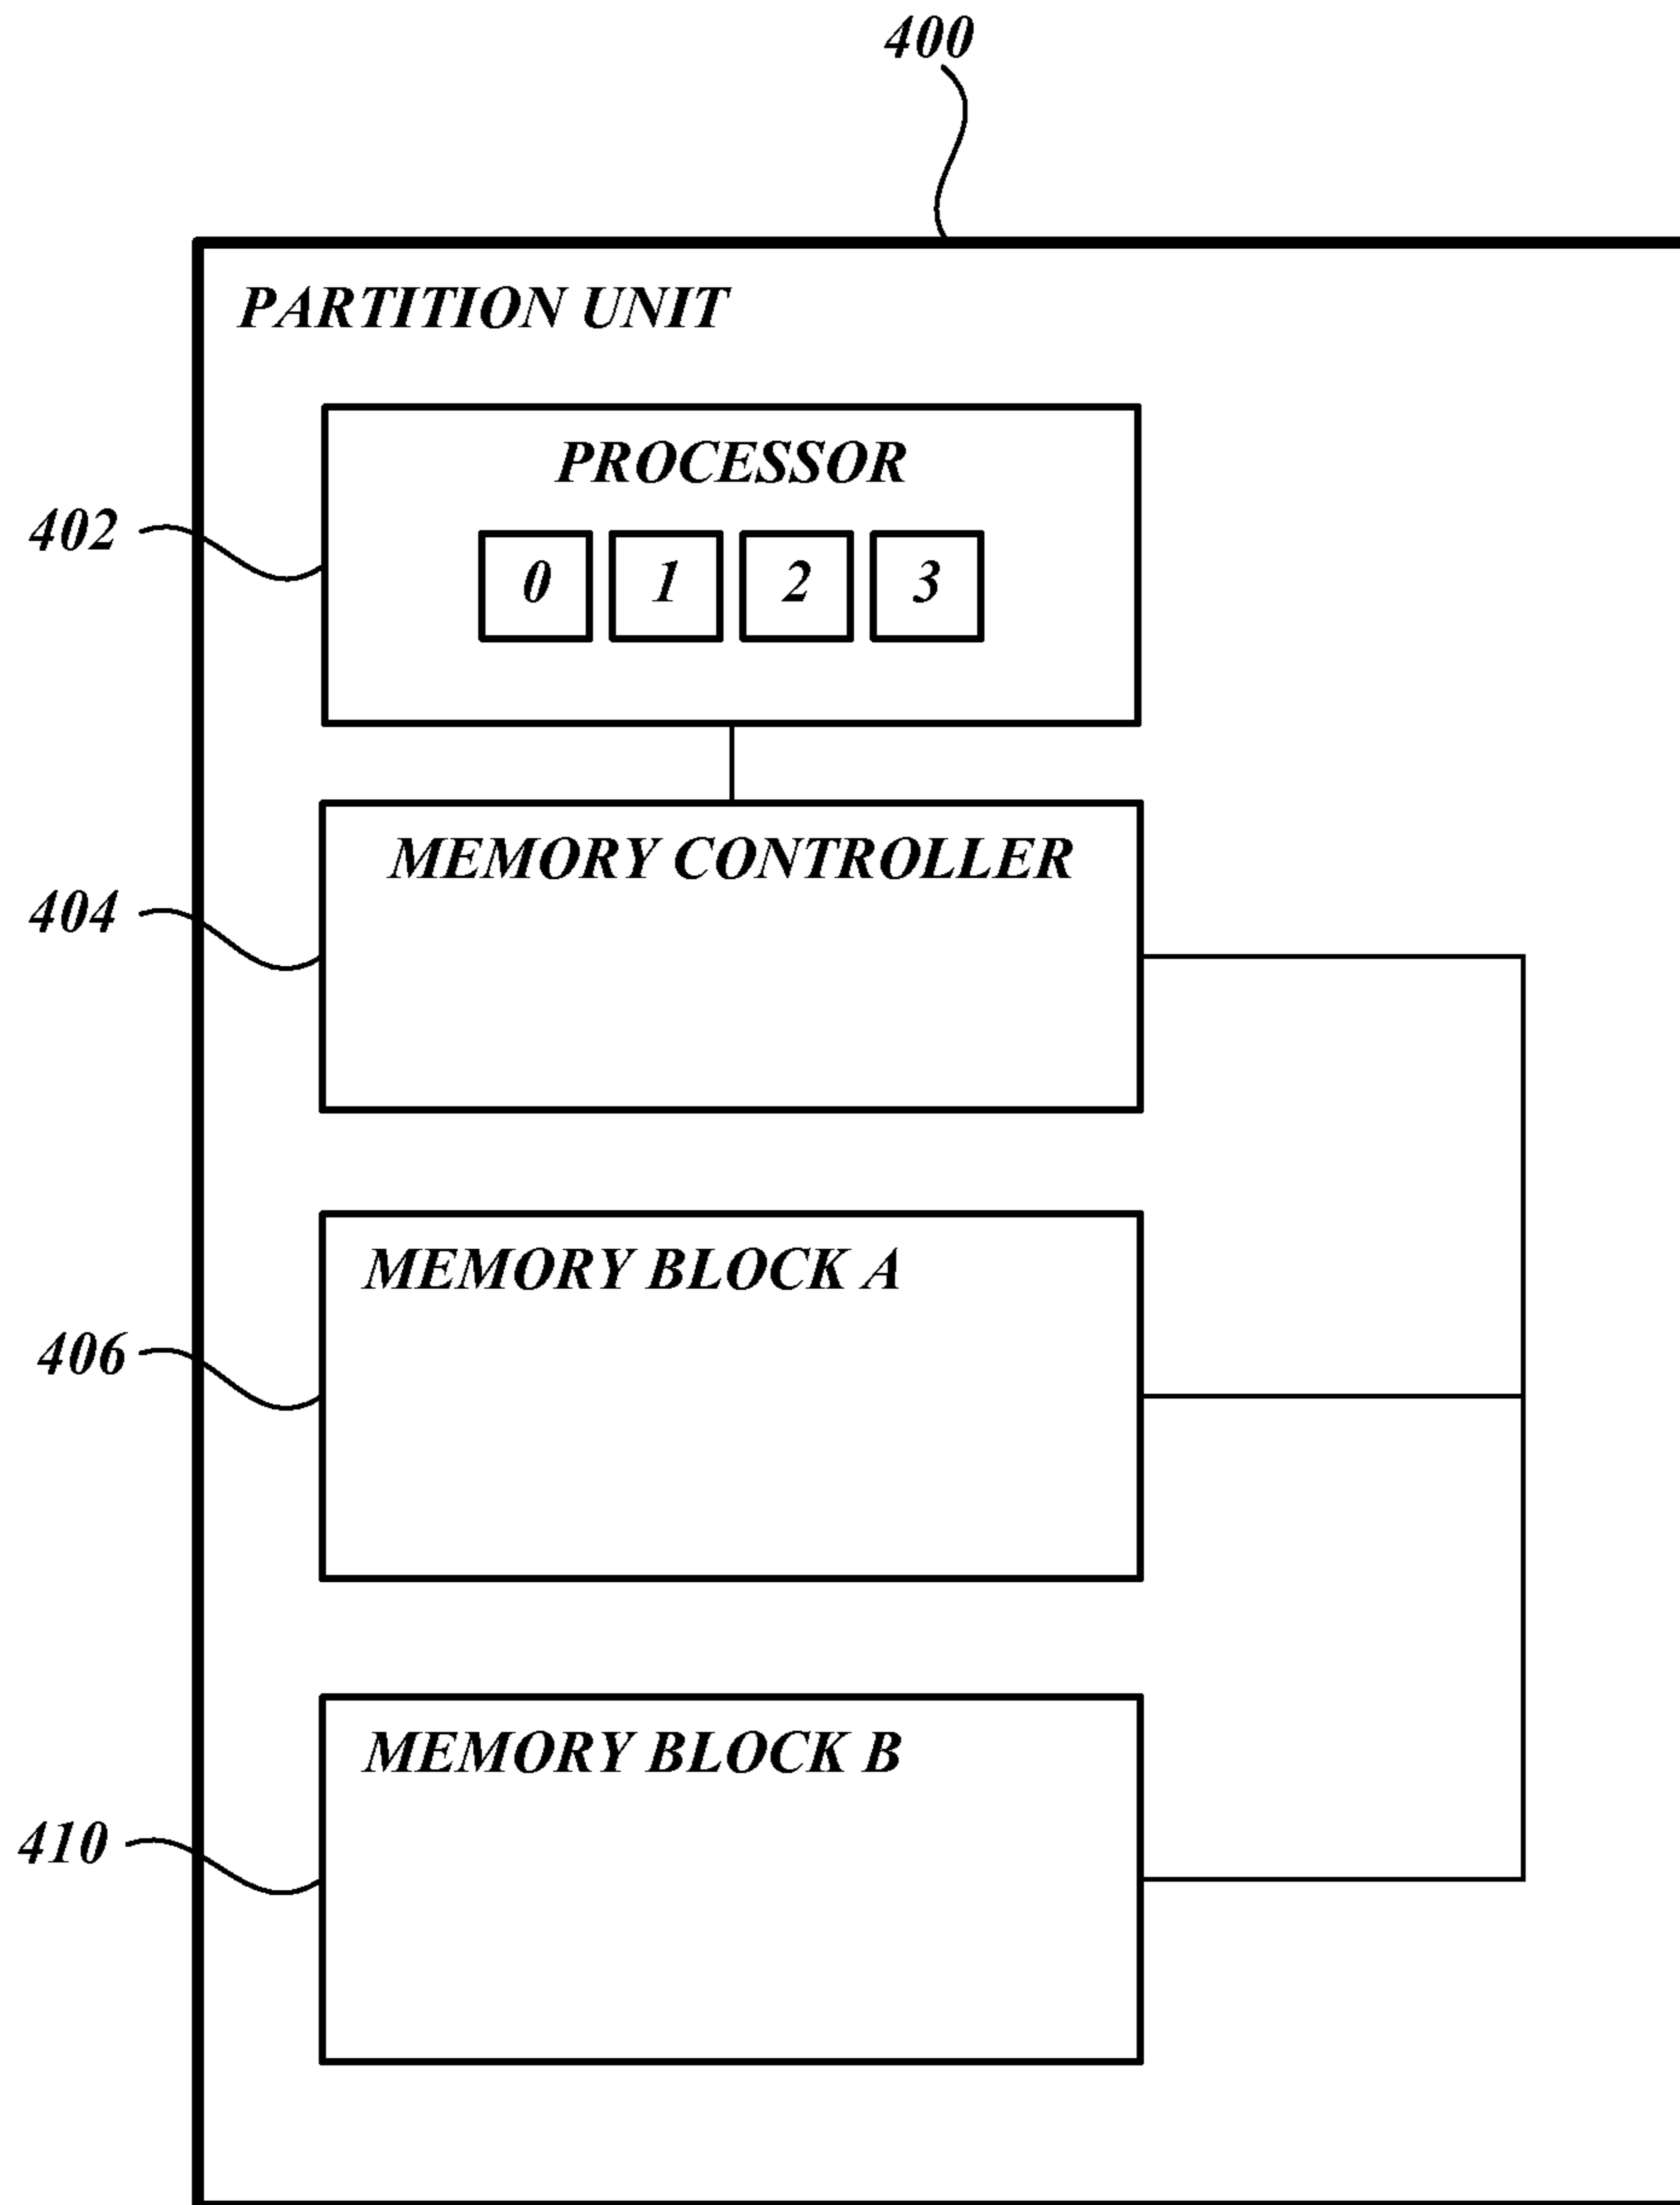 400
PARTITION UNIT
PROCESSOR
402
0 1 2 3
MEMORY CONTROLLER
404
MEMORY BLOCK A
406
MEMORY BLOCK B
410